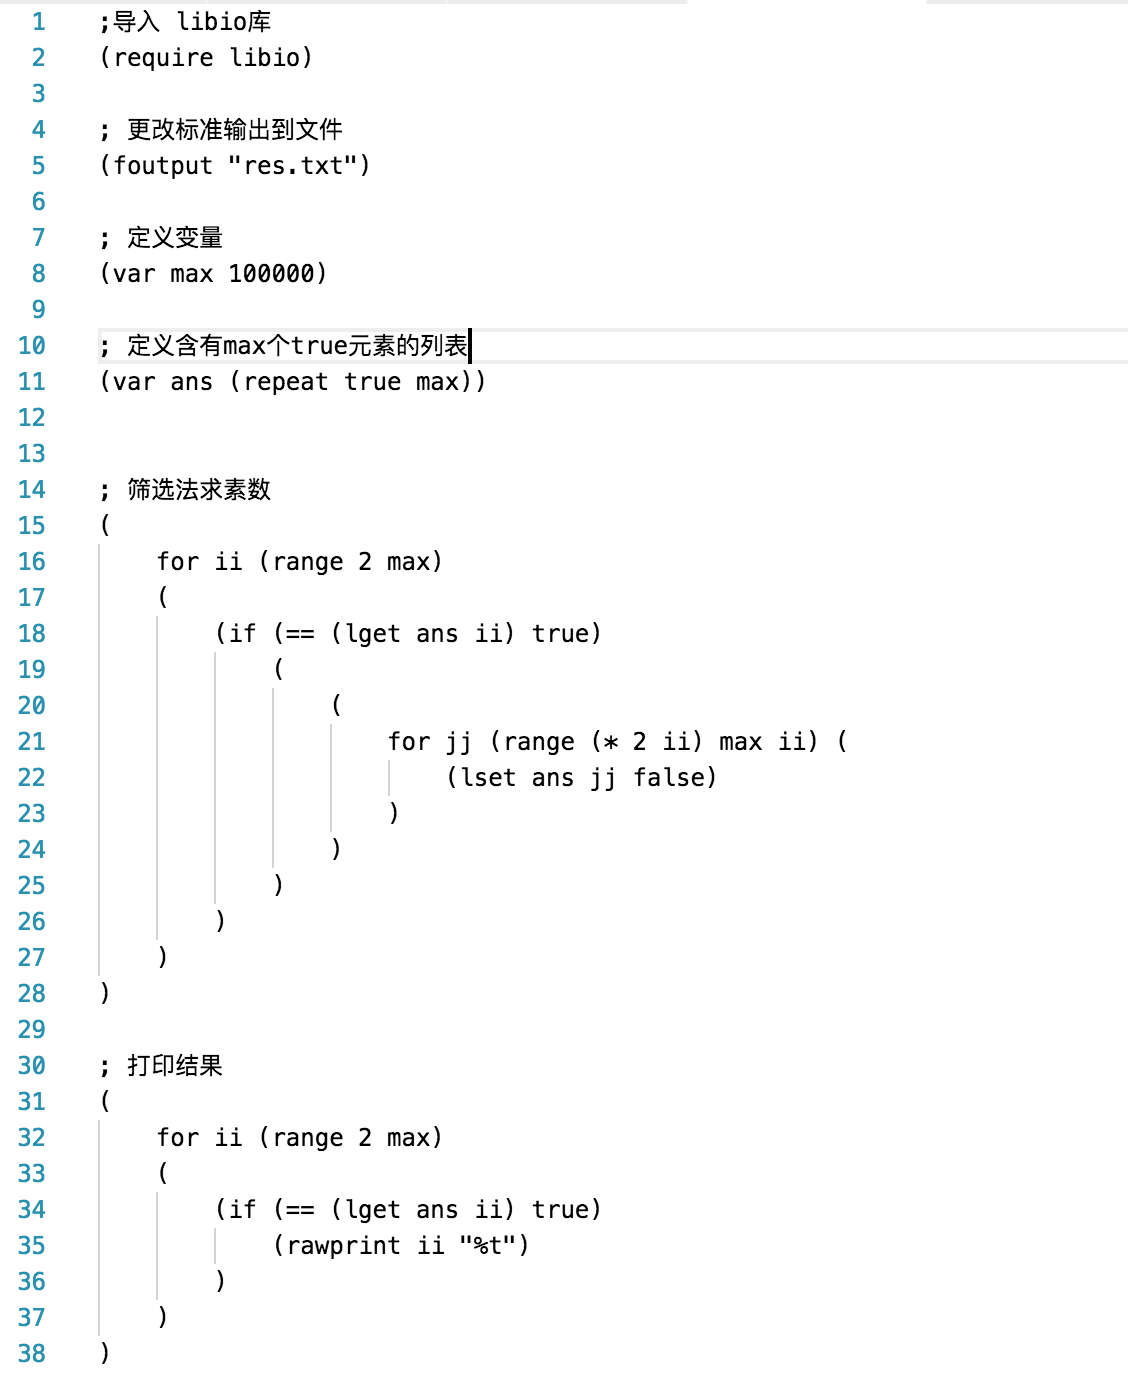 1 ;导入 libio库
2 (require libio)
3
4 ; 更改标准输出到文件
5 (foutput "res.txt")
6
7 ; 定义变量
8 (var max 100000)
9
10 ; 定义含有max个true元素的列表
11 (var ans (repeat true max))
12
13
14 ; 筛选法求素数
15 (
16     for ii (range 2 max)
17     (
18         (if (== (lget ans ii) true)
19             (
20                 (
21                     for jj (range (* 2 ii) max ii) (
22                         (lset ans jj false)
23                     )
24                 )
25             )
26         )
27     )
28 )
29
30 ; 打印结果
31 (
32     for ii (range 2 max)
33     (
34         (if (== (lget ans ii) true)
35             (rawprint ii "%t")
36         )
37     )
38 )